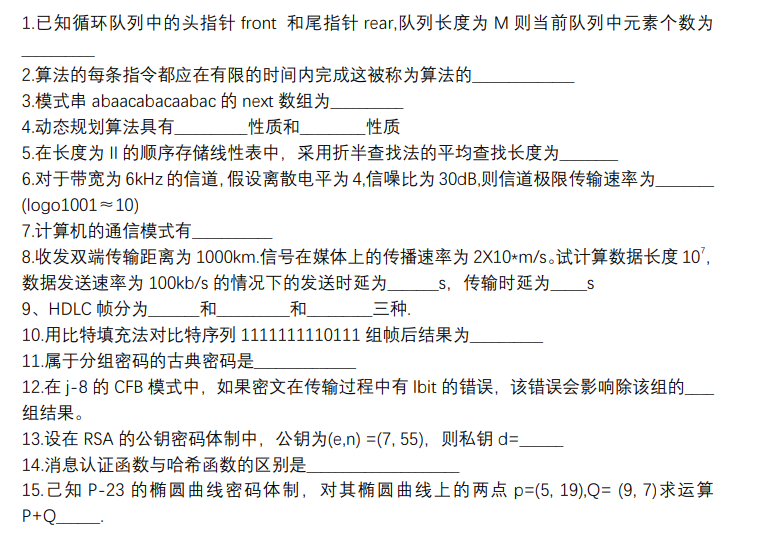 1.已知循环队列中的头指针 front 和尾指针 rear,队列长度为 M 则当前队列中元素个数为
________
2.算法的每条指令都应在有限的时间内完成这被称为算法的___________
3.模式串 abaacabacaabac 的 next 数组为________
4.动态规划算法具有________性质和_______性质
5.在长度为 II 的顺序存储线性表中，采用折半查找法的平均查找长度为______
6.对于带宽为 6kHz 的信道,假设离散电平为 4,信噪比为 30dB,则信道极限传输速率为______
(logo1001≈10)
7.计算机的通信模式有_________
8.收发双端传输距离为 1000km.信号在媒体上的传播速率为 2X10*m/s。试计算数据长度 10⁷,
数据发送速率为 100kb/s 的情况下的发送时延为______s，传输时延为____s
9、HDLC 帧分为______和________和_______三种.
10.用比特填充法对比特序列 1111111110111 组帧后结果为________
11.属于分组密码的古典密码是___________
12.在 j-8 的 CFB 模式中，如果密文在传输过程中有 lbit 的错误，该错误会影响除该组的___
组结果。
13.设在 RSA 的公钥密码体制中，公钥为(e,n) =(7, 55)，则私钥 d=_____
14.消息认证函数与哈希函数的区别是_________________
15.己知 P-23 的椭圆曲线密码体制，对其椭圆曲线上的两点 p=(5, 19),Q= (9, 7)求运算
P+Q_____.